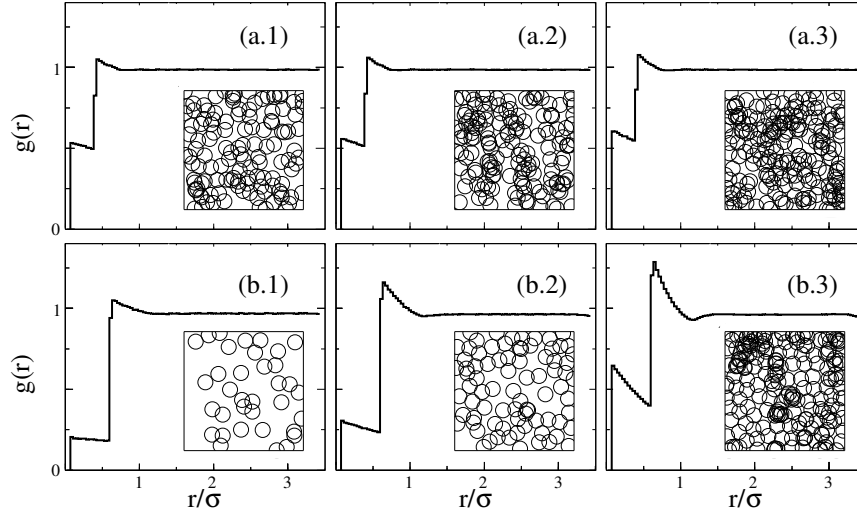 (a.1) (a.2) (a.3)
1
g(r)
0
(b.1) (b.2) (b.3)
1
g(r)
0
1 2 3 1 2 3 1 2 3
r/σ r/σ r/σ